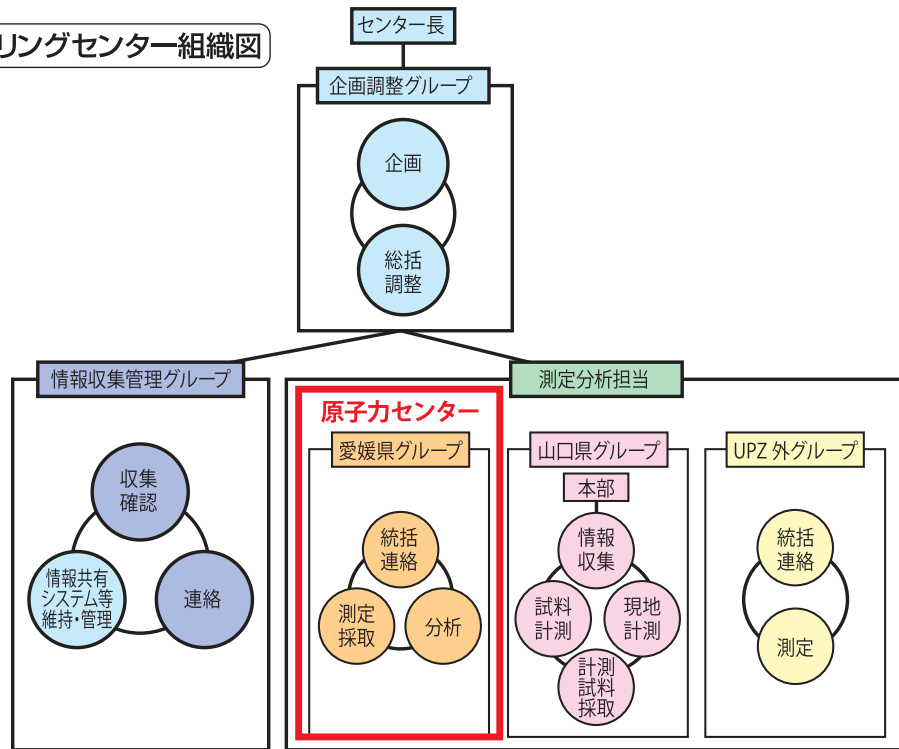 センター長
リングセンター組織図
企画調整グループ
企画
総括
調整
情報収集管理グループ
収集
確認
情報共有
システム等
維持・管理
連絡
測定分析担当
原子力センター
愛媛県グループ
統括
連絡
測定
採取
分析
山口県グループ
本部
情報
収集
試料
計測
現地
計測
計測
試料
採取
UPZ 外グループ
統括
連絡
測定